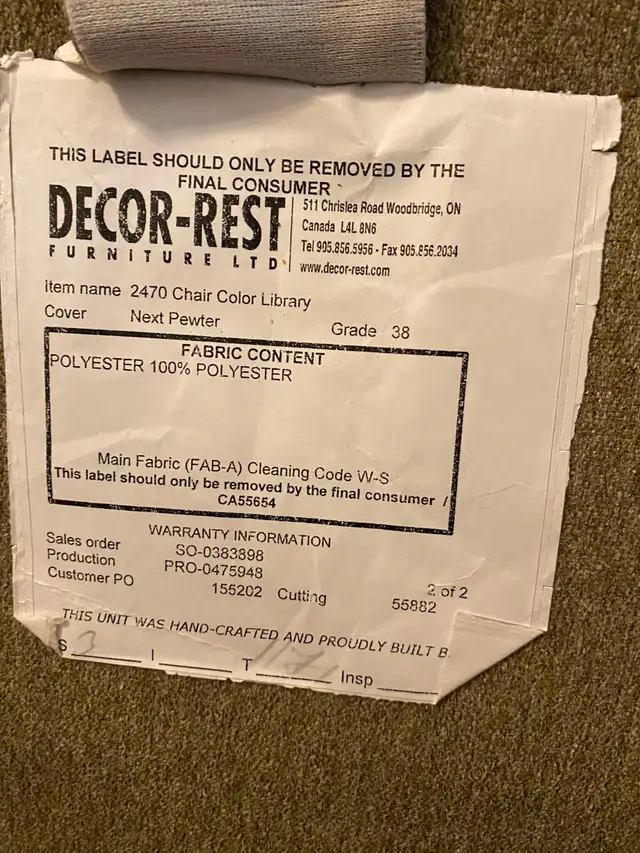 THIS LABEL SHOULD ONLY BE REMOVED BY THE
FINAL CONSUMER
DECOR-REST
FURNITURE LTD
511 Chrislea Road Woodbridge, ON
Canada L4L 8N6
Tel 905.856.5956 - Fax 905.856.2034
www.decor-rest.com
Item name 2470 Chair Color Library
Cover Next Pewter Grade 38
FABRIC CONTENT
POLYESTER 100% POLYESTER
Main Fabric (FAB-A) Cleaning Code W-S
This label should only be removed by the final consumer /
CA55654
WARRANTY INFORMATION
Sales order SO-0383898
Production PRO-0475948 2 of 2
Customer PO 155202 Cutting 55882
THIS UNIT WAS HAND-CRAFTED AND PROUDLY BUILT B
S 3 I T Insp